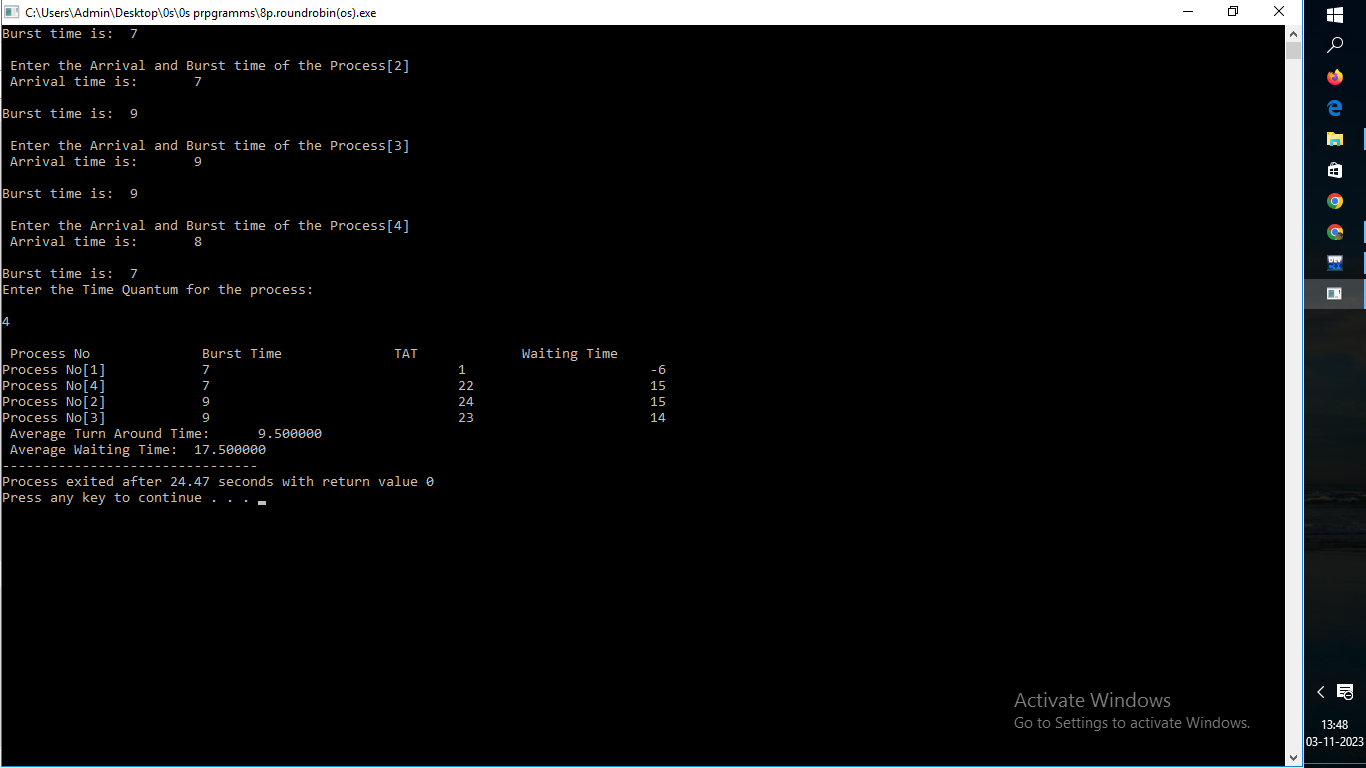 C:\Users\Admin\Desktop\0s\0s prpgramms\8p.roundrobin(os).exe
Burst time is: 7
Enter the Arrival and Burst time of the Process[2]
Arrival time is: 7
Burst time is: 9
Enter the Arrival and Burst time of the Process[3]
Arrival time is: 9
Burst time is: 9
Enter the Arrival and Burst time of the Process[4]
Arrival time is: 8
Burst time is: 7
Enter the Time Quantum for the process:
4
Process No Burst Time TAT Waiting Time
Process No[1] 7 1 -6
Process No[4] 7 22 15
Process No[2] 9 24 15
Process No[3] 9 23 14
Average Turn Around Time: 9.500000
Average Waiting Time: 17.500000
--------------------------------
Process exited after 24.47 seconds with return value 0
Press any key to continue . . .
Activate Windows
Go to Settings to activate Windows.
DEV
13:48
03-11-2023